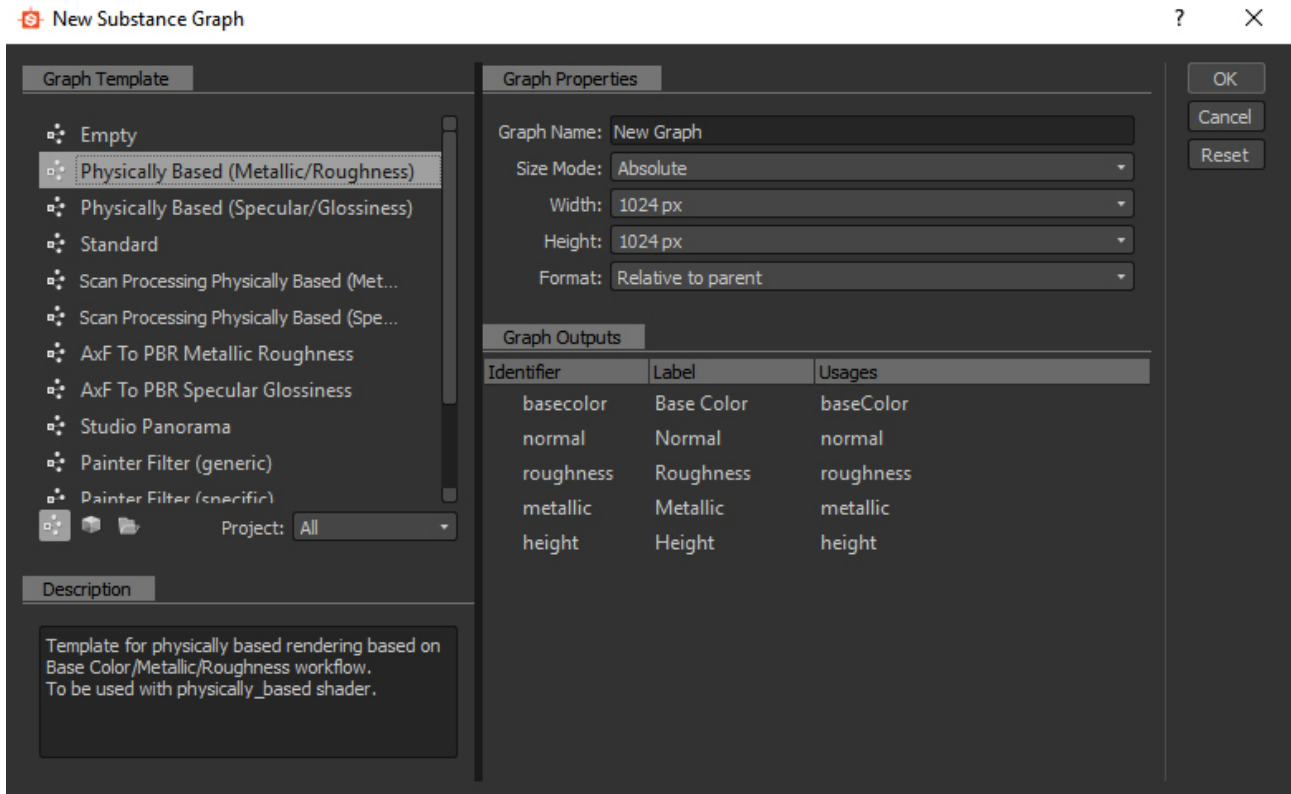 New Substance Graph
?
Graph Template
Empty
Physically Based (Metallic/Roughness)
Physically Based (Specular/Glossiness)
Standard
Scan Processing Physically Based (Met...
Scan Processing Physically Based (Spe...
AxF To PBR Metallic Roughness
AxF To PBR Specular Glossiness
Studio Panorama
Painter Filter (generic)
Painter Filter (specific)
Project: All
Description
Template for physically based rendering based on
Base Color/Metallic/Roughness workflow.
To be used with physically_based shader.
Graph Properties
Graph Name: New Graph
Size Mode: Absolute
Width: 1024 px
Height: 1024 px
Format: Relative to parent
Graph Outputs
Identifier Label Usages
basecolor Base Color baseColor
normal Normal normal
roughness Roughness roughness
metallic Metallic metallic
height Height height
OK
Cancel
Reset